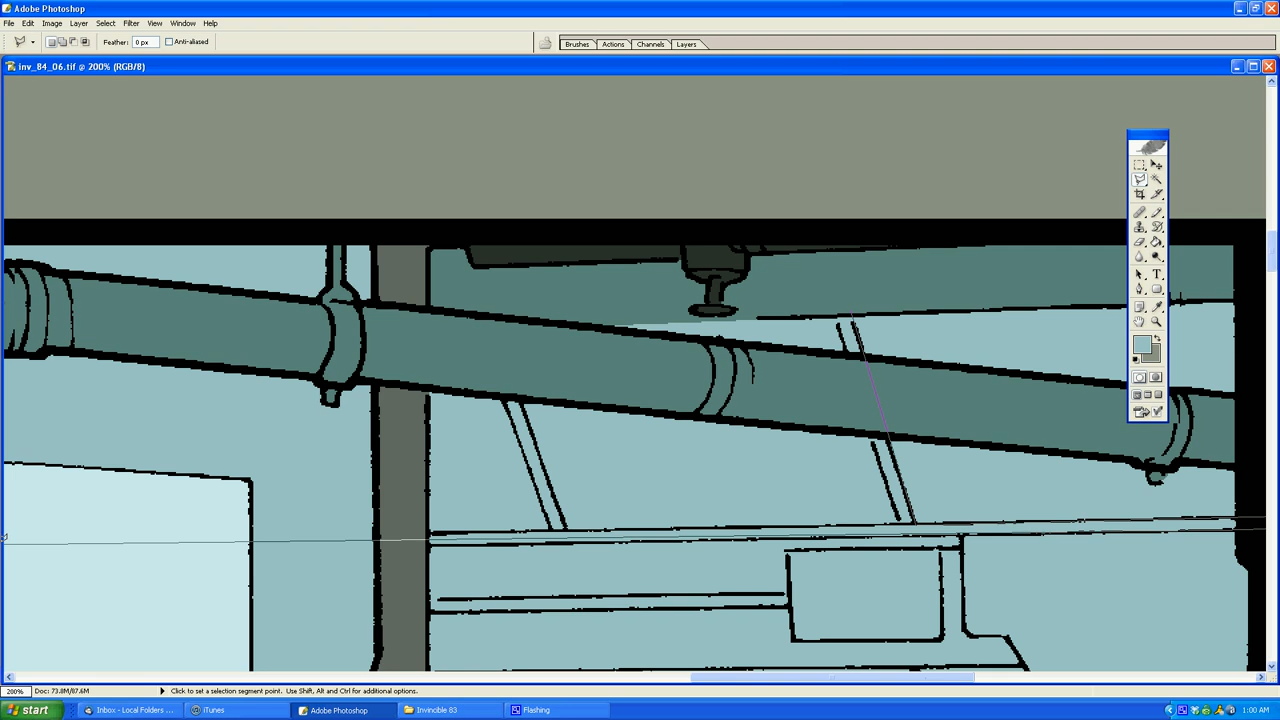 Adobe Photoshop
File Edit Image Layer Select Filter View Window Help
Feather: 0 px Anti-aliased Brushes Actions Channels Layers
inv_84_06.tif @ 200% (RGB/8)
T
200% Doc: 73.8M/87.6M Click to set a selection segment point. Use Shift, Alt and Ctrl for additional options.
start Inbox - Local Folders ... iTunes Adobe Photoshop Invincible 83 Flashing 1:00 AM